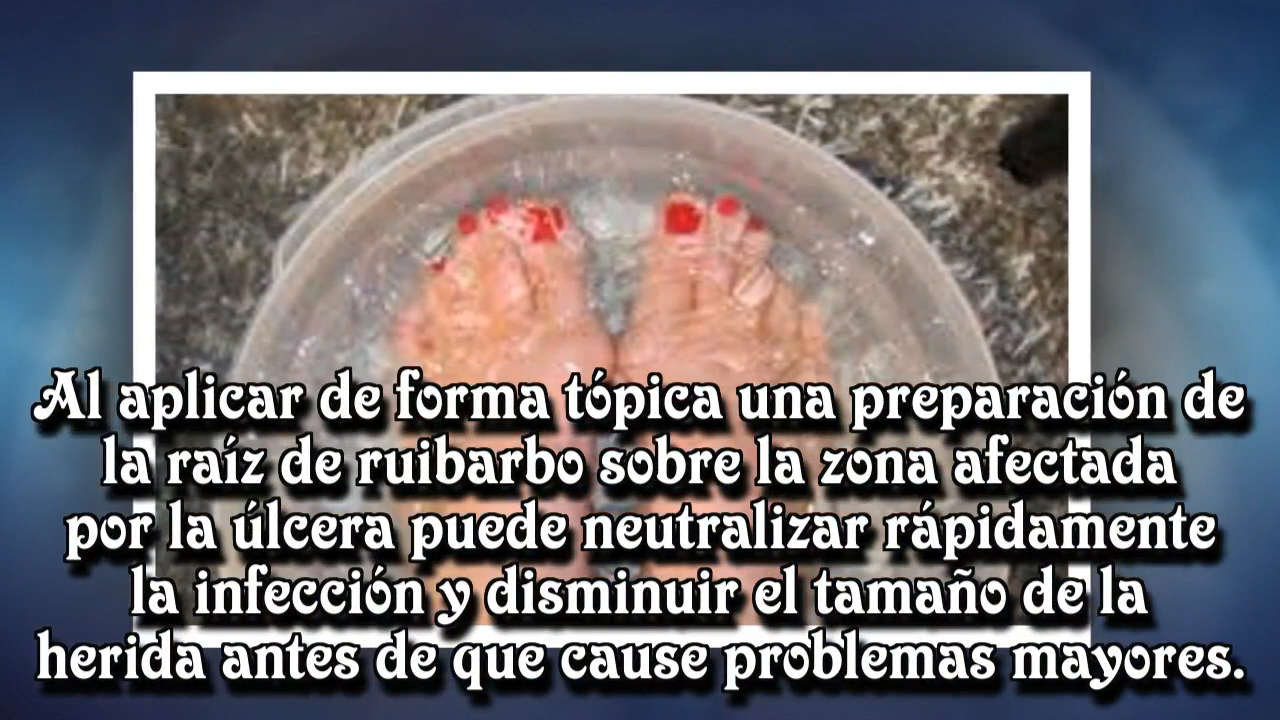 Al aplicar de forma tópica una preparación de
la raíz de ruibarbo sobre la zona afectada
por la úlcera puede neutralizar rápidamente
la infección y disminuir el tamaño de la
herida antes de que cause problemas mayores.